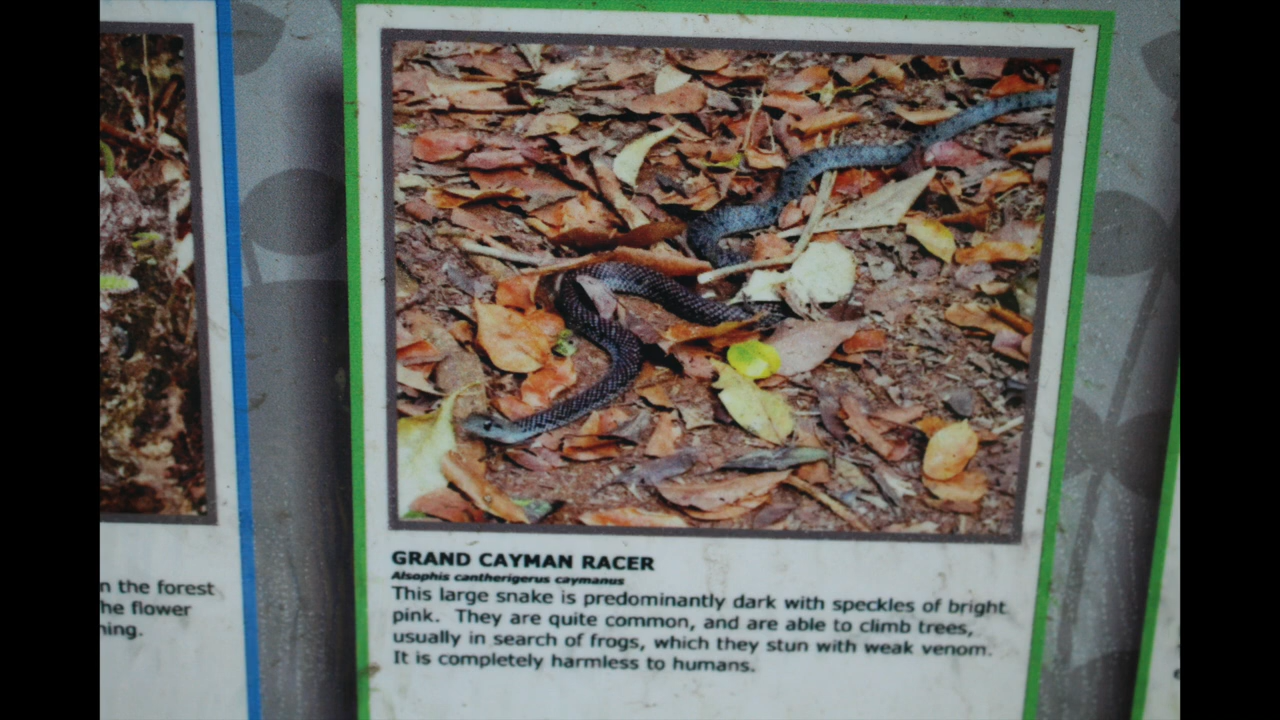 n the forest
he flower
ning.
GRAND CAYMAN RACER
Alsophis cantherigerus caymanus
This large snake is predominantly dark with speckles of bright
pink. They are quite common, and are able to climb trees,
usually in search of frogs, which they stun with weak venom.
It is completely harmless to humans.